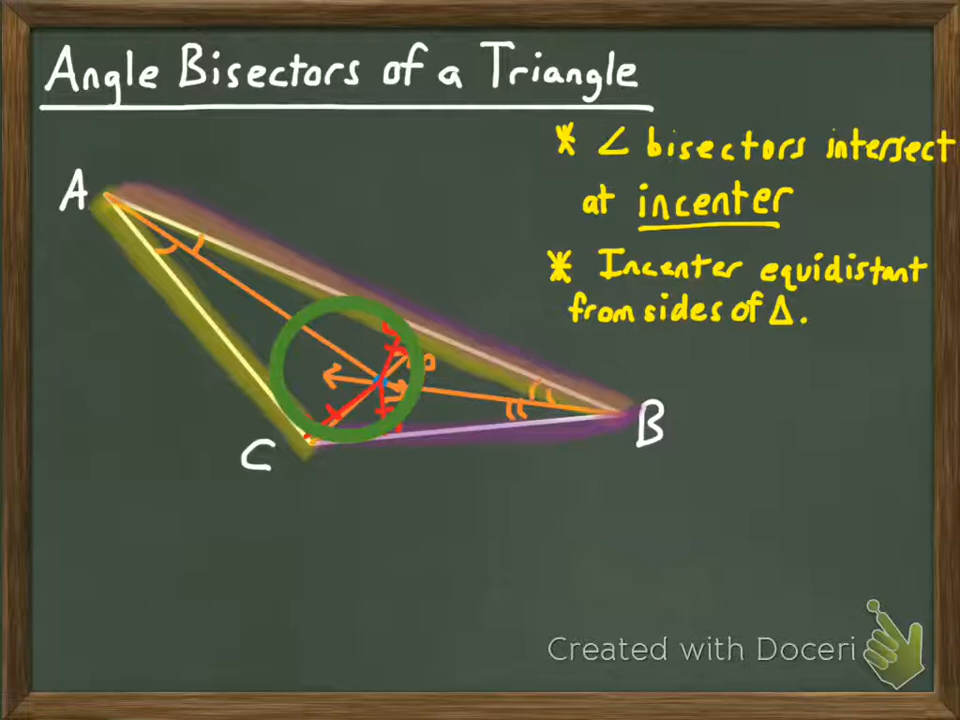 Angle Bisectors of a Triangle
* ∠ bisectors intersect
at incenter
* Incenter equidistant
from sides of Δ.
A
B
C
Created with Doceri